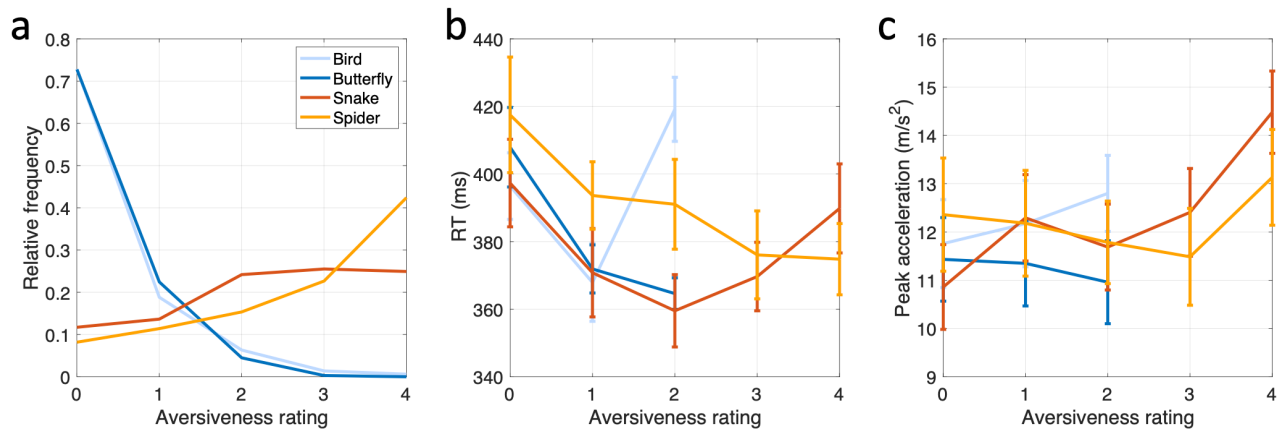 a
0.8
0.7
0.6
0.5
0.4
0.3
0.2
0.1
0
Relative frequency
Bird
Butterfly
Snake
Spider
0 1 2 3 4
Aversiveness rating
b
440
420
400
380
360
340
RT (ms)
0 1 2 3 4
Aversiveness rating
c
16
15
14
13
12
11
10
9
Peak acceleration (m/s²)
0 1 2 3 4
Aversiveness rating